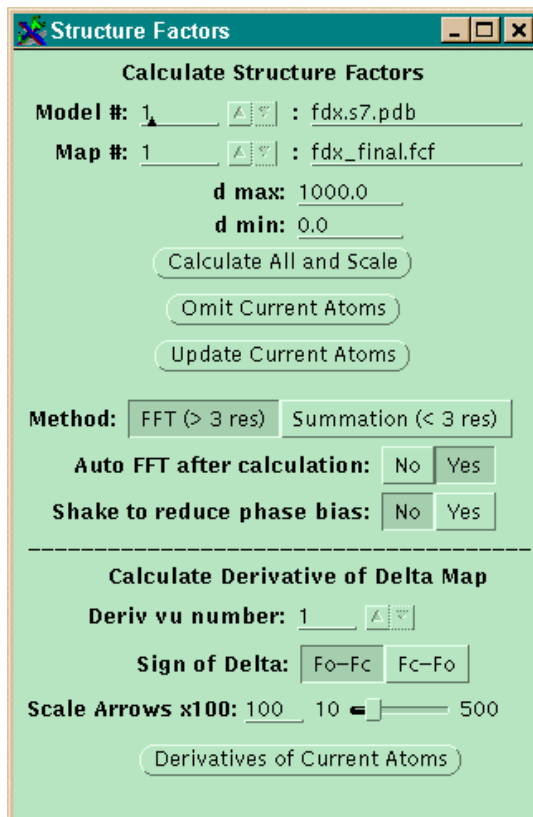 Structure Factors
Calculate Structure Factors
Model #: 1 : fdx.s7.pdb
Map #: 1 : fdx_final.fcf
d max: 1000.0
d min: 0.0
Calculate All and Scale
Omit Current Atoms
Update Current Atoms
Method: FFT (> 3 res) Summation (< 3 res)
Auto FFT after calculation: No Yes
Shake to reduce phase bias: No Yes
Calculate Derivative of Delta Map
Deriv vu number: 1
Sign of Delta: Fo-Fc Fc-Fo
Scale Arrows x100: 100 10 500
Derivatives of Current Atoms